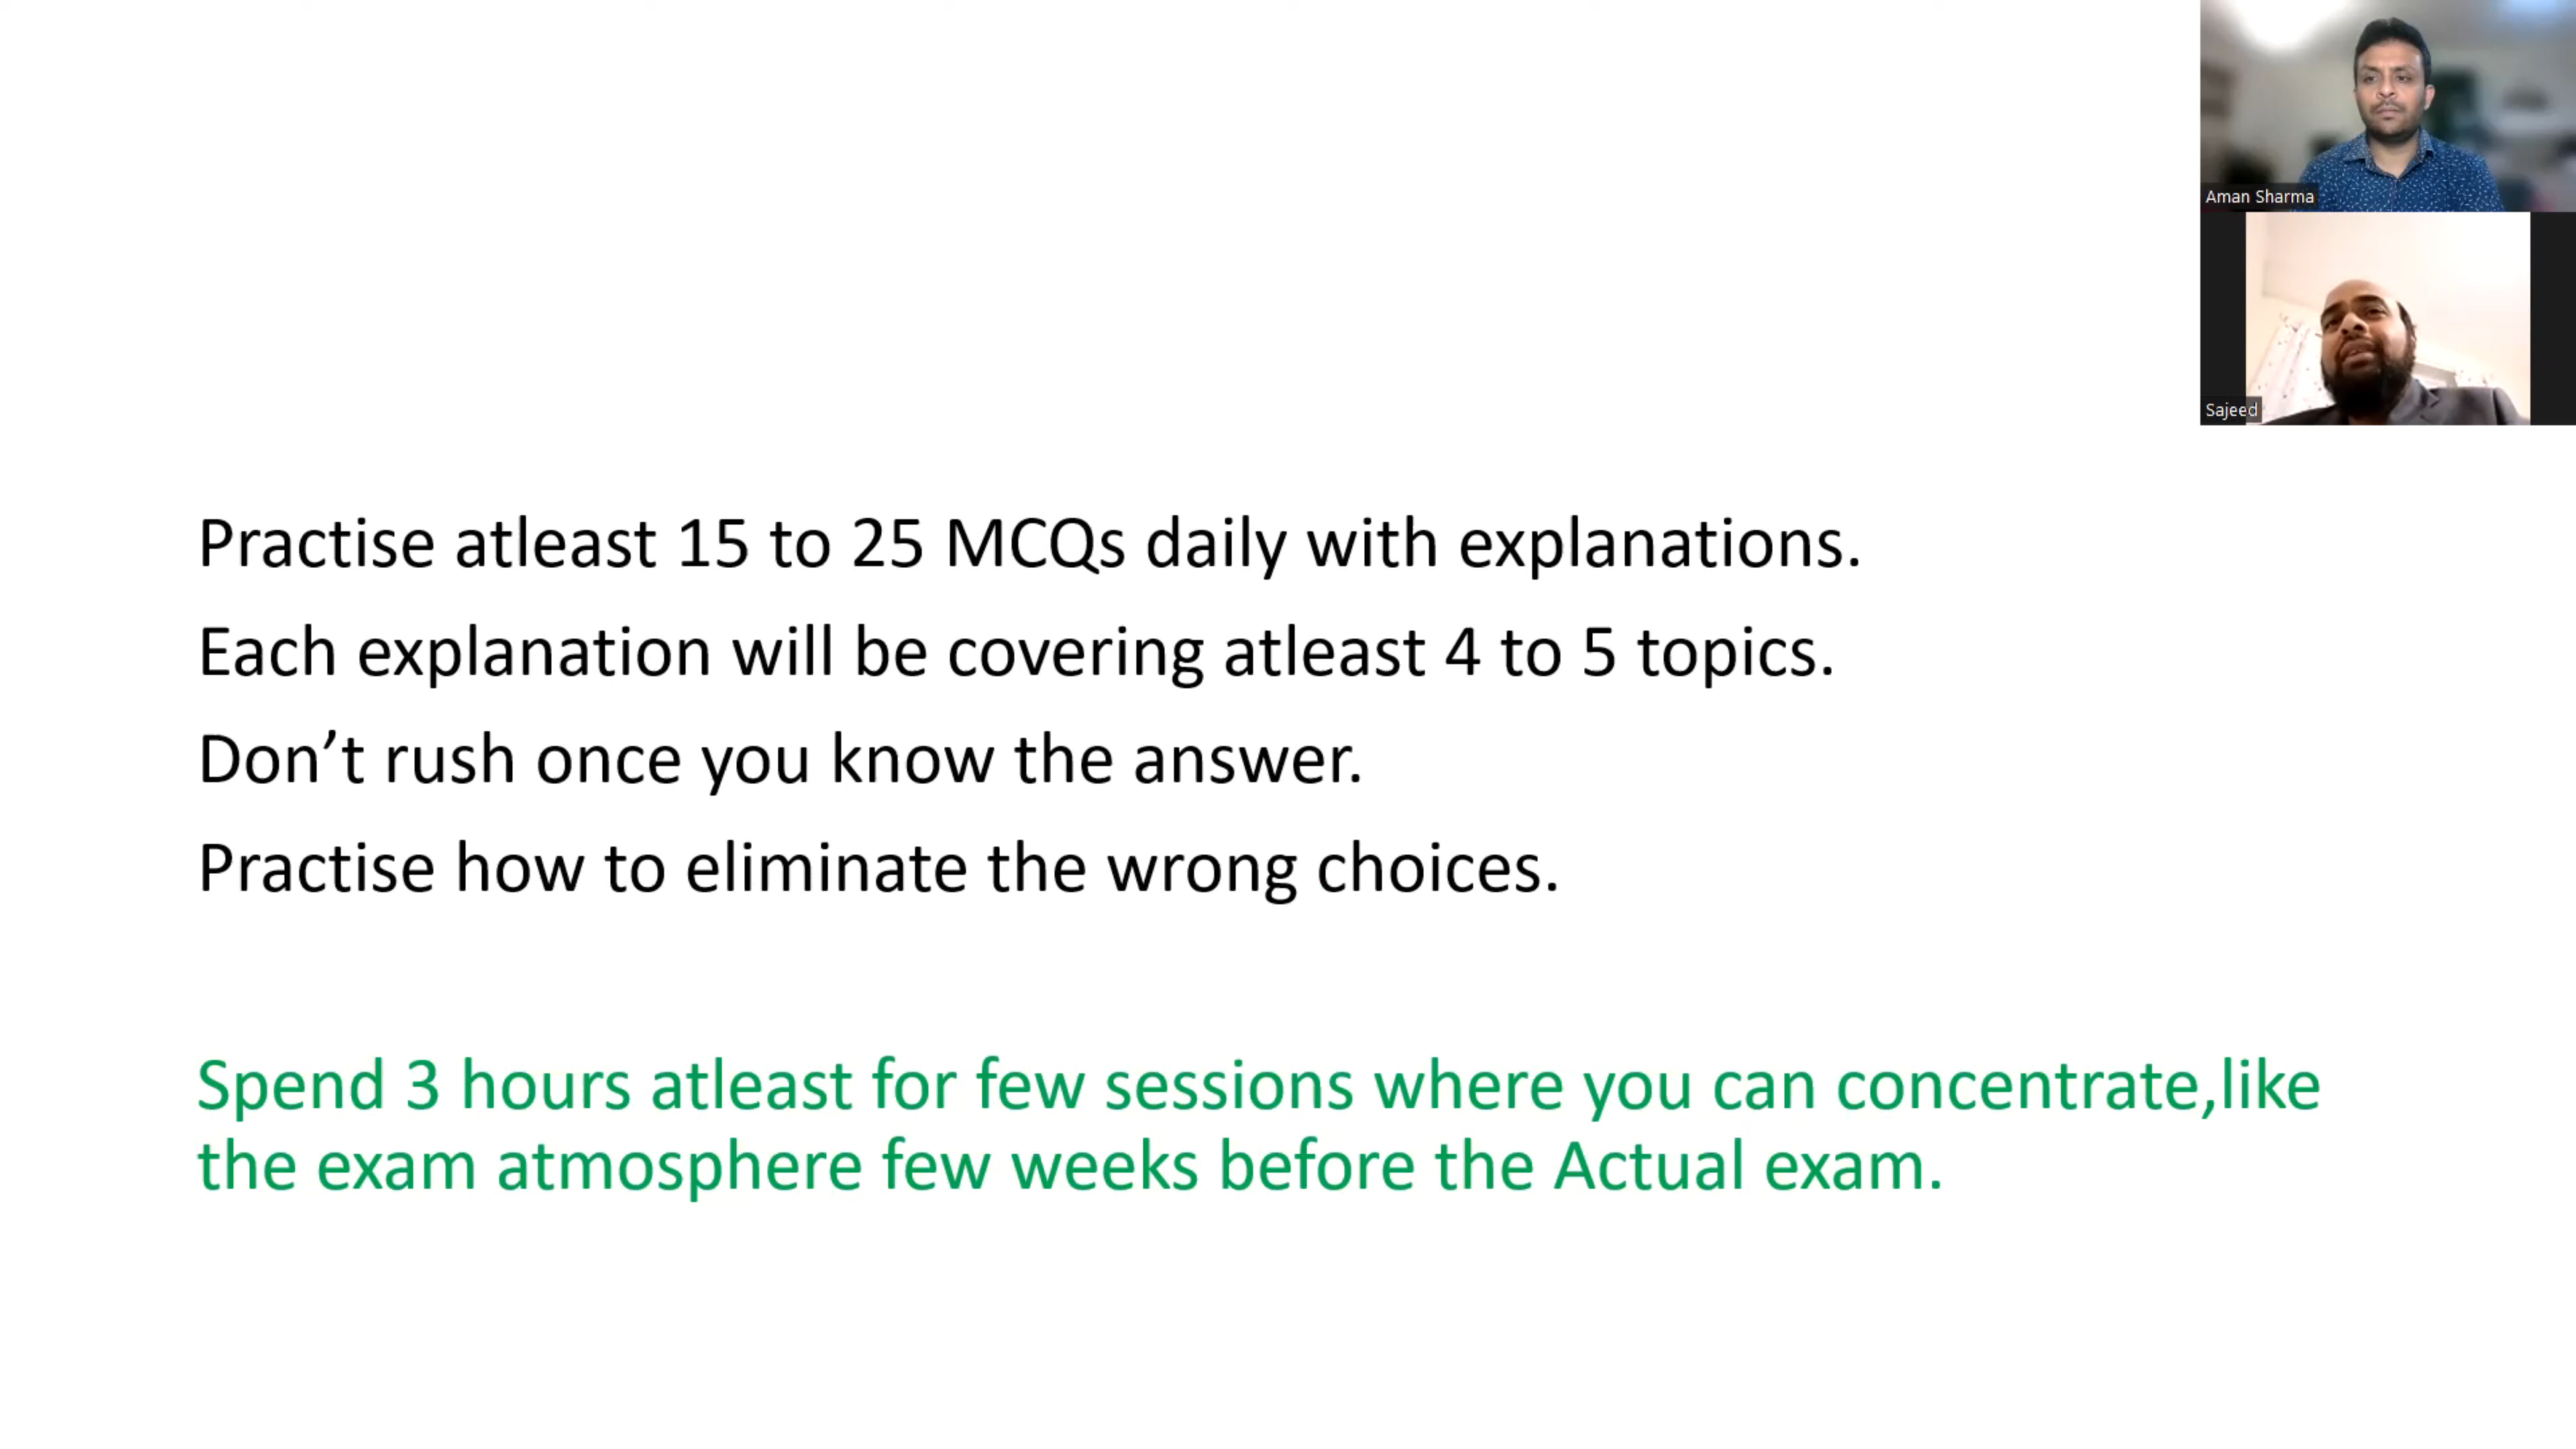 Aman Sharma
Sajeed
Practise atleast 15 to 25 MCQs daily with explanations.
Each explanation will be covering atleast 4 to 5 topics.
Don’t rush once you know the answer.
Practise how to eliminate the wrong choices.
Spend 3 hours atleast for few sessions where you can concentrate,like
the exam atmosphere few weeks before the Actual exam.